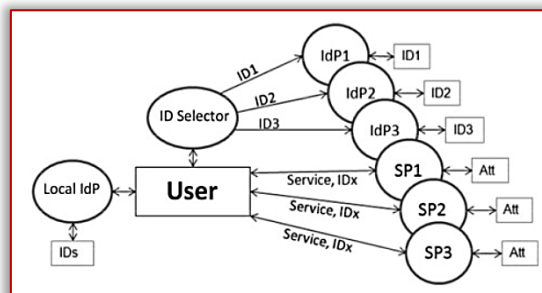 IdP1
ID1
ID1
IdP2
ID2
ID2
ID Selector
ID3
IdP3
ID3
SP1
Att
Service, IDx
Local IdP
User
Service, IDx
SP2
Att
Service, IDx
SP3
Att
IDs